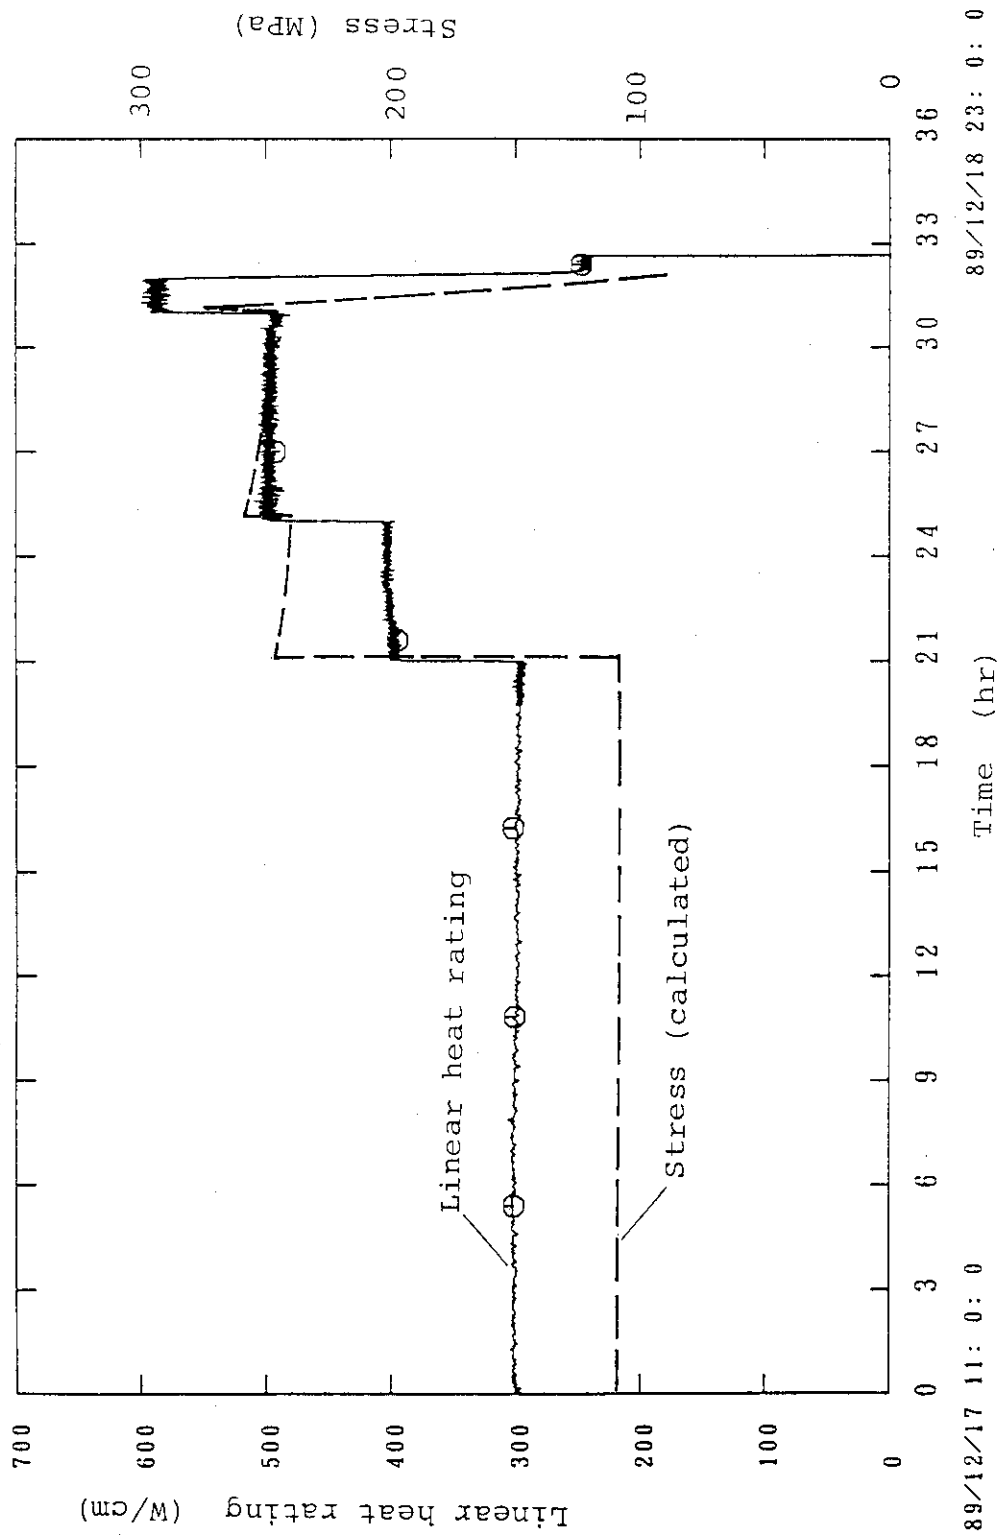 Linear heat rating (W/cm)
700
600
500
400
300
200
100
0
Linear heat rating
Stress (calculated)
Stress (MPa)
300
200
100
0
0 3 6 9 12 15 18 21 24 27 30 33 36
Time (hr)
89/12/17 11: 0: 0
89/12/18 23: 0: 0